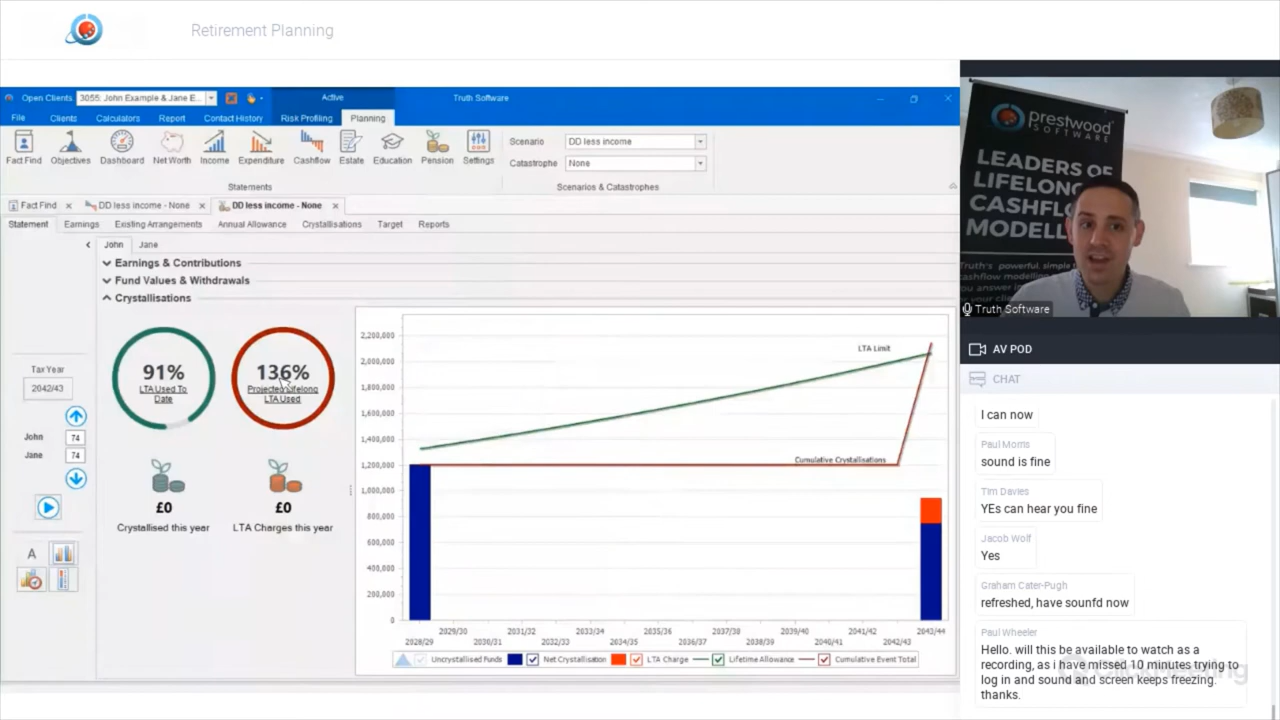 Retirement Planning
Open Clients
3055: John Example & Jane E...
Active
Truth Software
File
Clients
Calculators
Report
Contact History
Risk Profiling
Planning
Fact Find
Objectives
Dashboard
Net Worth
Income
Expenditure
Cashflow
Estate
Education
Pension
Settings
Scenario
DD less income
Catastrophe
None
Statements
Scenarios & Catastrophes
Fact Find
DD less income - None
DD less income - None
Statement
Earnings
Existing Arrangements
Annual Allowance
Crystallisations
Target
Reports
John
Jane
Earnings & Contributions
Fund Values & Withdrawals
Crystallisations
Tax Year
2042/43
John 74
Jane 74
A
91%
LTA Used To
Date
136%
Projected Lifelong
LTA Used
£0
Crystallised this year
£0
LTA Charges this year
2,200,000
2,000,000
1,800,000
1,600,000
1,400,000
1,200,000
1,000,000
800,000
600,000
400,000
200,000
0
LTA Limit
Cumulative Crystallisations
2029/30
2031/32
2033/34
2035/36
2037/38
2039/40
2041/42
2043/44
2028/29
2030/31
2032/33
2034/35
2036/37
2038/39
2040/41
2042/43
Uncrystallised Funds
Net Crystallisation
LTA Charge
Lifetime Allowance
Cumulative Event Total
prestwood
SOFTWARE
LEADERS OF
LIFELONG
CASHFLO
MODELL
Truth's powerful, simple
cashflow modelling
Truth Software
AV POD
CHAT
I can now
Paul Morris
sound is fine
Tim Davies
YEs can hear you fine
Jacob Wolf
Yes
Graham Cater-Pugh
refreshed, have sounfd now
Paul Wheeler
Hello. will this be available to watch as a
recording, as i have missed 10 minutes trying to
log in and sound and screen keeps freezing.
thanks.